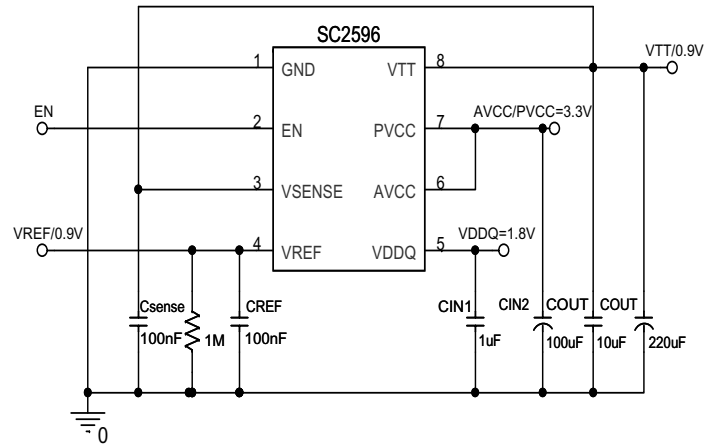 SC2596
1 GND VTT 8 VTT/0.9V
EN 2 EN PVCC 7 AVCC/PVCC=3.3V
3 VSENSE AVCC 6
VREF/0.9V 4 VREF VDDQ 5 VDDQ=1.8V
Csense CREF CIN1 CIN2 COUT COUT
100nF 1M 100nF 1uF 100uF 10uF 220uF
0